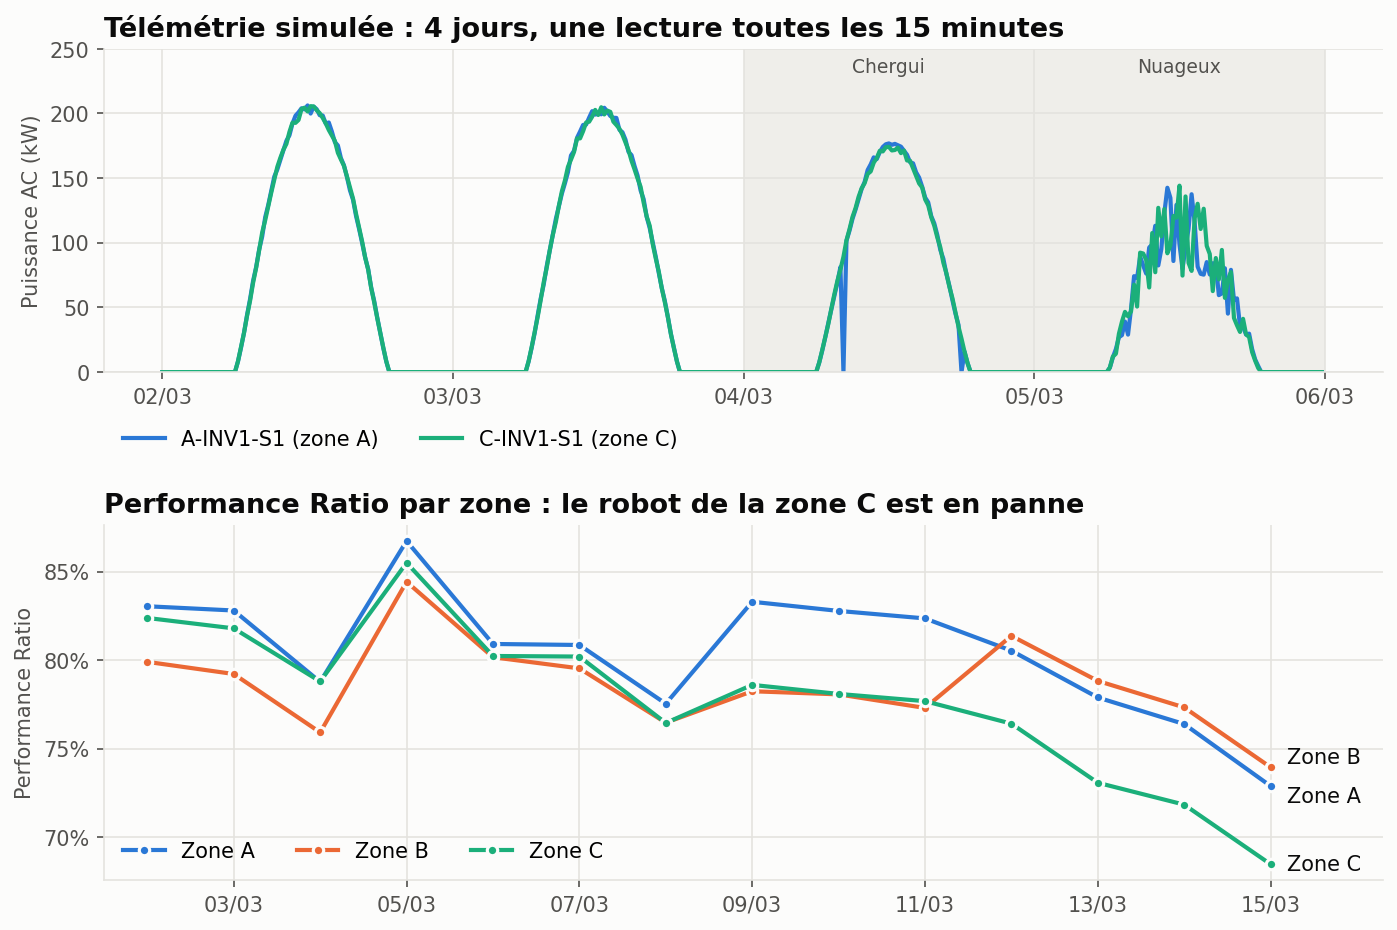 Télémétrie simulée : 4 jours, une lecture toutes les 15 minutes
Puissance AC (kW)
250
200
150
100
50
0
Chergui
Nuageux
02/03
03/03
04/03
05/03
06/03
A-INV1-S1 (zone A)
C-INV1-S1 (zone C)
Performance Ratio par zone : le robot de la zone C est en panne
Performance Ratio
85%
80%
75%
70%
Zone B
Zone A
Zone C
Zone A
Zone B
Zone C
03/03
05/03
07/03
09/03
11/03
13/03
15/03